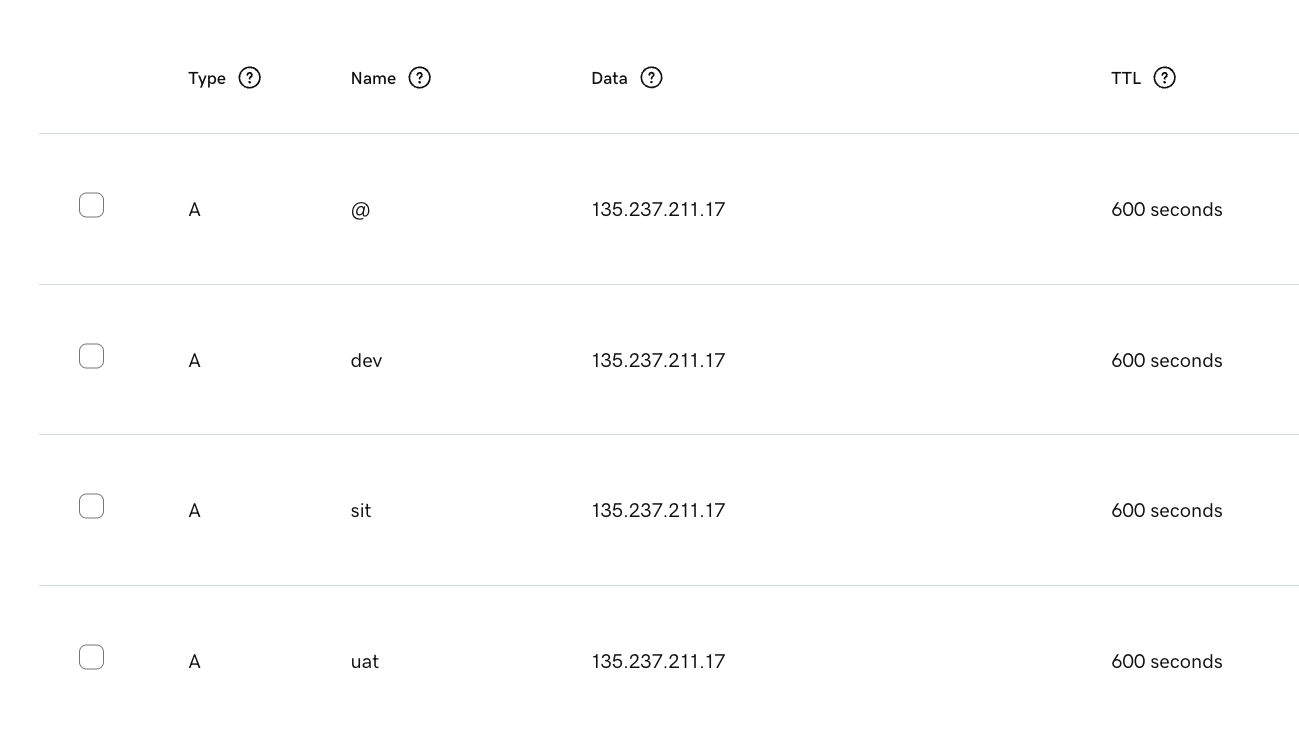 Type ? Name ? Data ? TTL ?
A @ 135.237.211.17 600 seconds
A dev 135.237.211.17 600 seconds
A sit 135.237.211.17 600 seconds
A uat 135.237.211.17 600 seconds